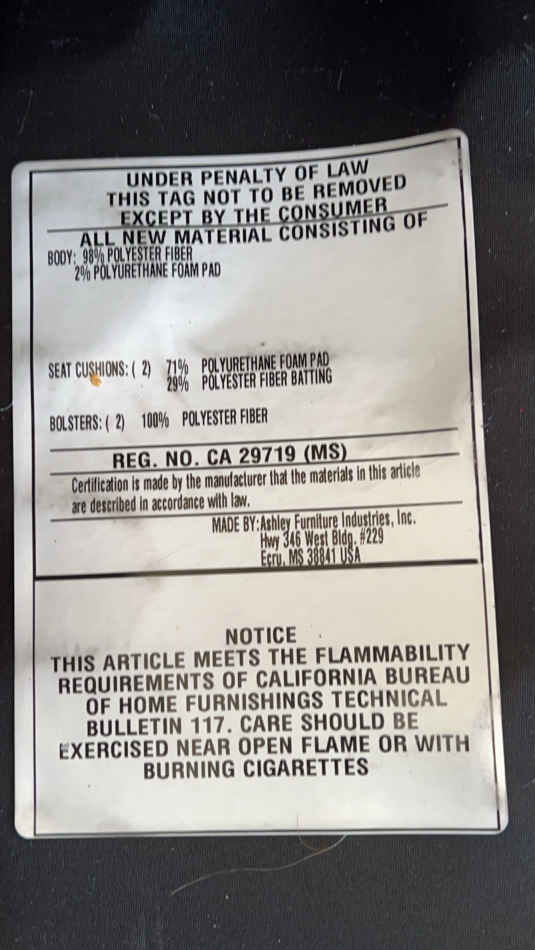 UNDER PENALTY OF LAW
THIS TAG NOT TO BE REMOVED
EXCEPT BY THE CONSUMER
ALL NEW MATERIAL CONSISTING OF
BODY: 98% POLYESTER FIBER
2% POLYURETHANE FOAM PAD
SEAT CUSHIONS: ( 2) 71% POLYURETHANE FOAM PAD
29% POLYESTER FIBER BATTING
BOLSTERS: ( 2) 100% POLYESTER FIBER
REG. NO. CA 29719 (MS)
Certification is made by the manufacturer that the materials in this article
are described in accordance with law.
MADE BY:Ashley Furniture Industries, Inc.
Hwy 346 West Bldg. #229
Ecru, MS 38841 USA
NOTICE
THIS ARTICLE MEETS THE FLAMMABILITY
REQUIREMENTS OF CALIFORNIA BUREAU
OF HOME FURNISHINGS TECHNICAL
BULLETIN 117. CARE SHOULD BE
EXERCISED NEAR OPEN FLAME OR WITH
BURNING CIGARETTES